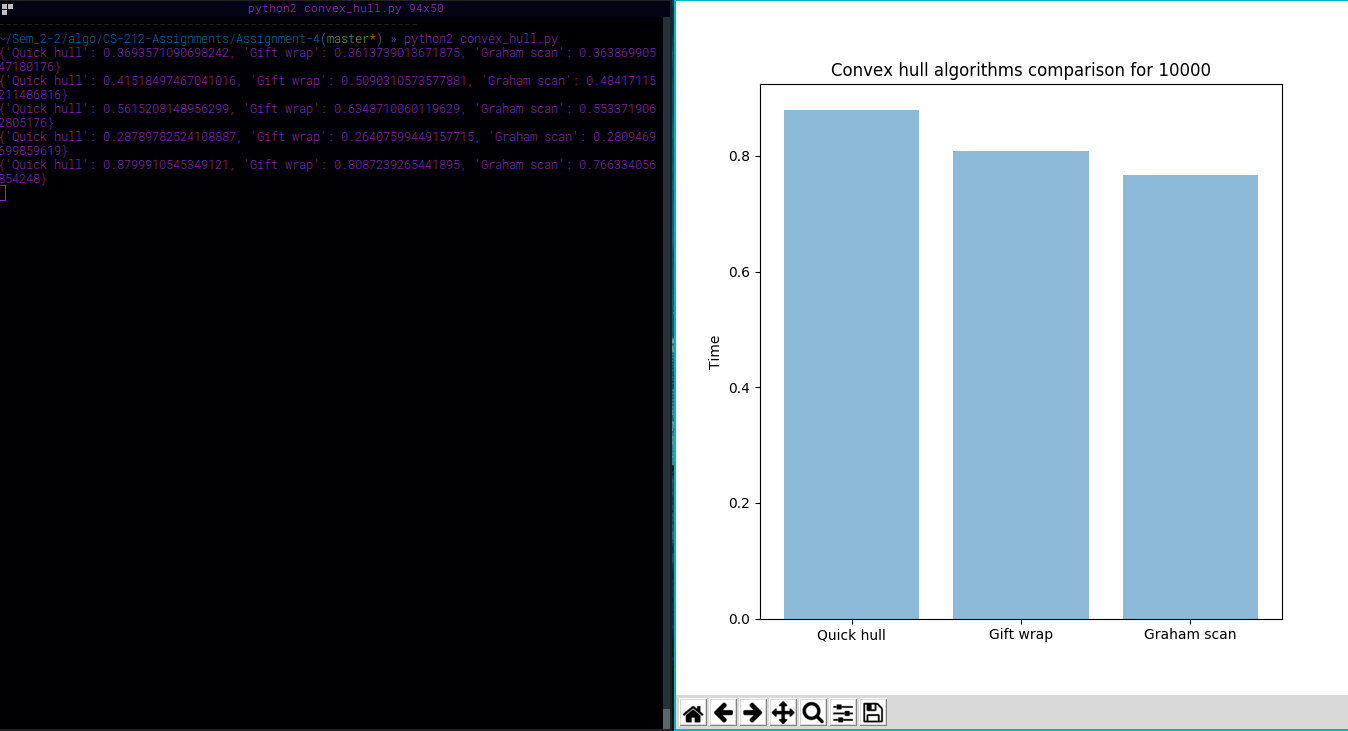 python2 convex_hull.py 94x50
~/Sem_2-2/algo/CS-212-Assignments/Assignment-4(master*) » python2 convex_hull.py
{'Quick hull': 0.3693571090698242, 'Gift wrap': 0.3613739013671875, 'Graham scan': 0.363869905
47180176}
{'Quick hull': 0.41518497467041016, 'Gift wrap': 0.5090310573577881, 'Graham scan': 0.48417115
211486816}
{'Quick hull': 0.5615208148956299, 'Gift wrap': 0.6348710060119629, 'Graham scan': 0.553371906
2805176}
{'Quick hull': 0.28789782524108887, 'Gift wrap': 0.26407599449157715, 'Graham scan': 0.2809469
699859619}
{'Quick hull': 0.8799910545349121, 'Gift wrap': 0.8087239265441895, 'Graham scan': 0.766334056
854248}
Convex hull algorithms comparison for 10000
0.8
0.6
0.4
0.2
0.0
Time
Quick hull
Gift wrap
Graham scan